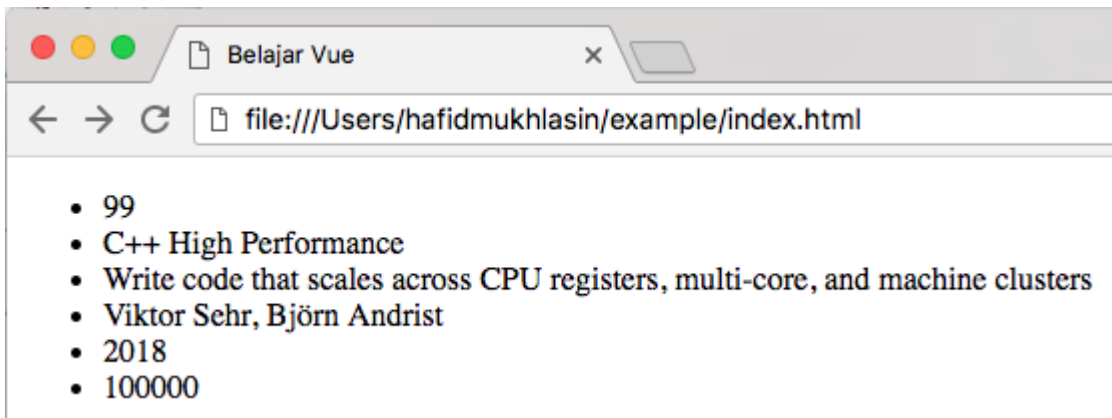 Belajar Vue
file:///Users/hafidmukhlasin/example/index.html
• 99
• C++ High Performance
• Write code that scales across CPU registers, multi-core, and machine clusters
• Viktor Sehr, Björn Andrist
• 2018
• 100000